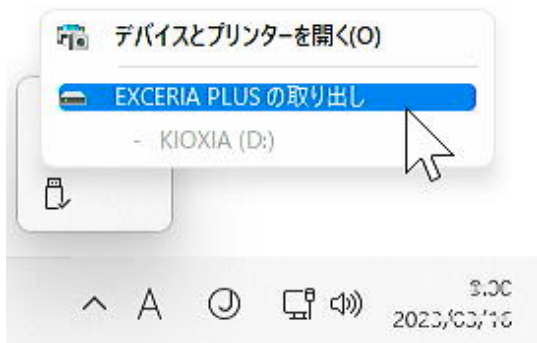 デバイスとプリンターを開く(O)
EXCERIA PLUS の取り出し
- KIOXIA (D:)
A